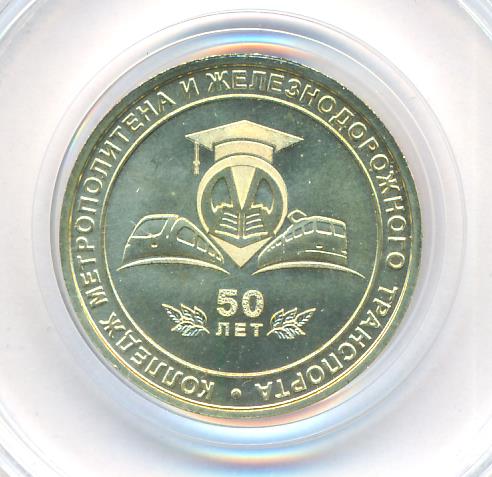 КОЛЛЕДЖ МЕТРОПОЛИТЕНА И ЖЕЛЕЗНОДОРОЖНОГО ТРАНСПОРТА •
50
ЛЕТ